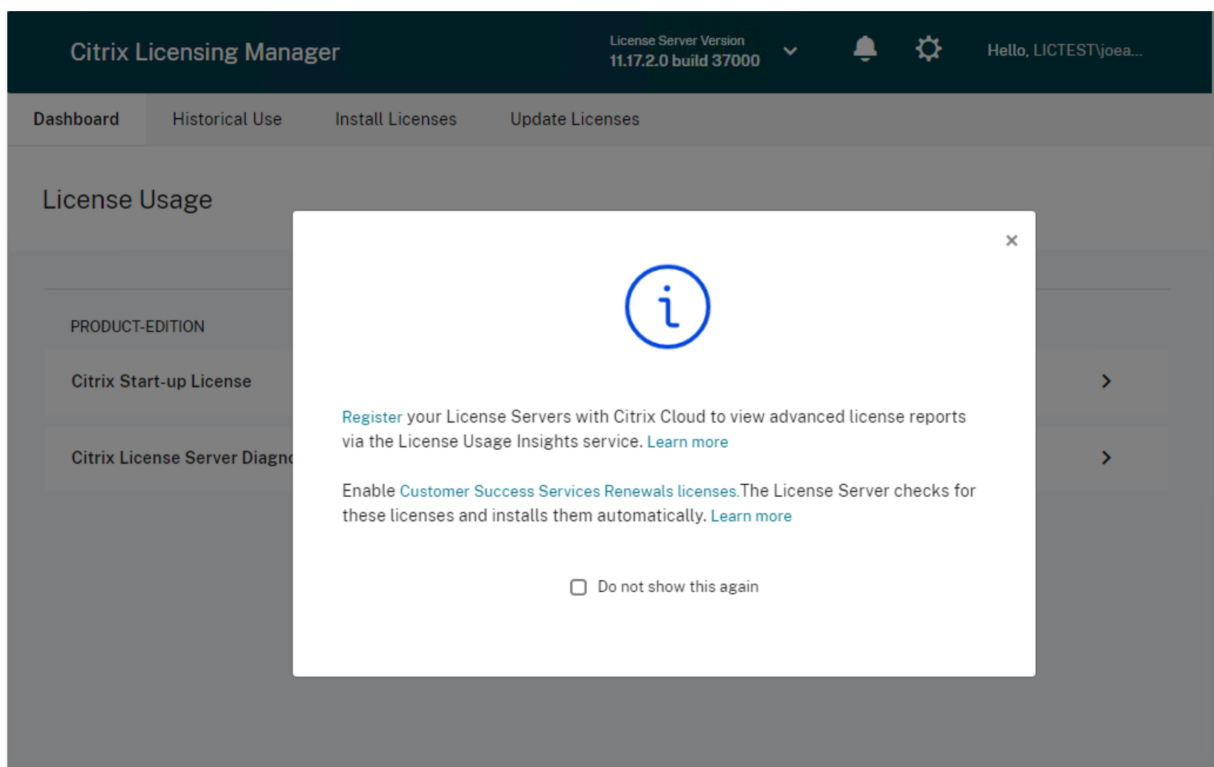 Citrix Licensing Manager
License Server Version
11.17.2.0 build 37000
Hello, LICTEST\joea...
Dashboard Historical Use Install Licenses Update Licenses
License Usage
PRODUCT-EDITION
Citrix Start-up License
Citrix License Server Diagno
Register your License Servers with Citrix Cloud to view advanced license reports
via the License Usage Insights service. Learn more
Enable Customer Success Services Renewals licenses.The License Server checks for
these licenses and installs them automatically. Learn more
Do not show this again